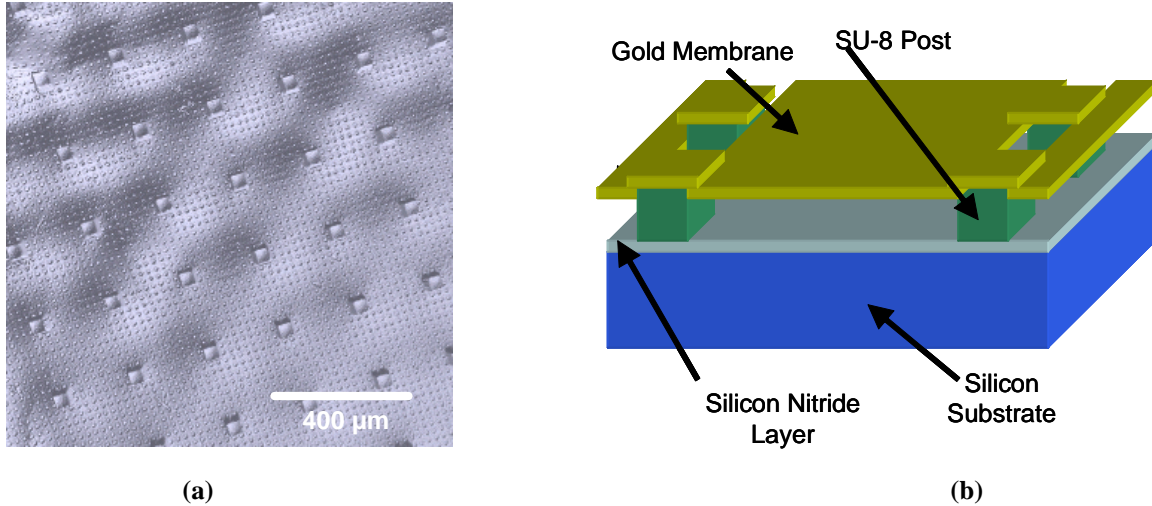 SU-8 Post
Gold Membrane
400 µm
Silicon Nitride
Layer
Silicon
Substrate
(a)
(b)